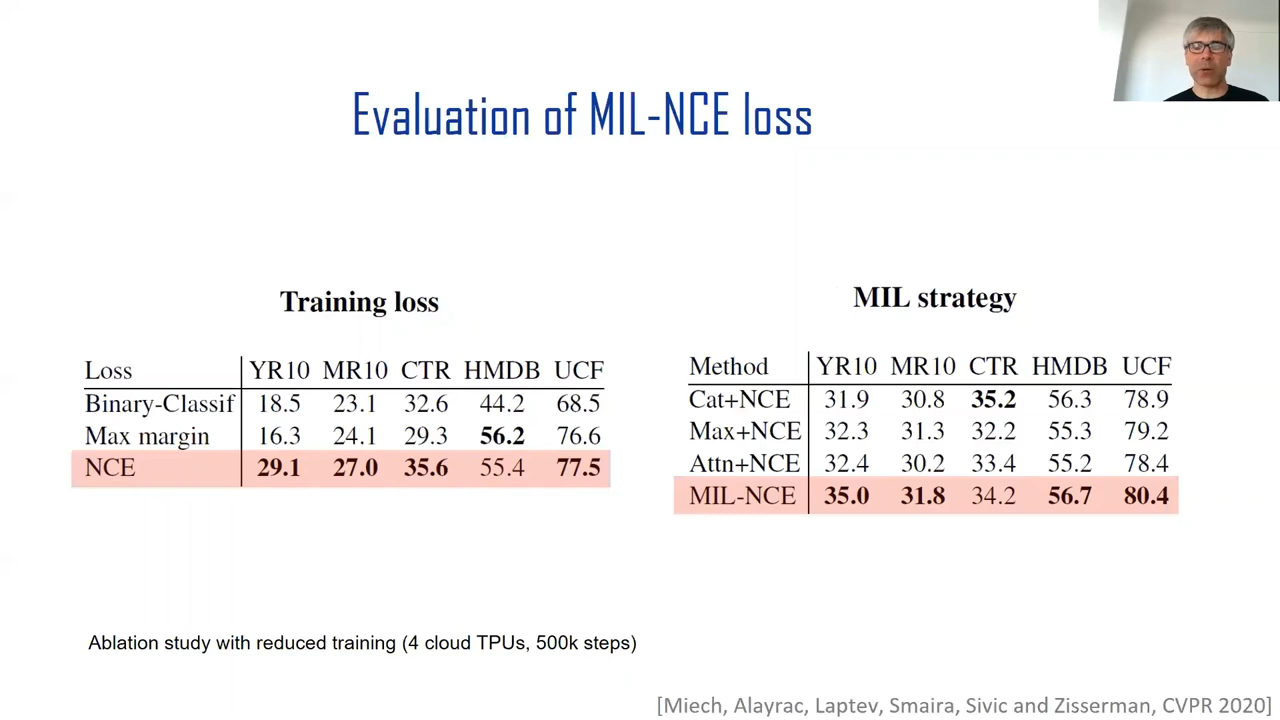 Evaluation of MIL-NCE loss
Training loss
Loss YR10 MR10 CTR HMDB UCF
Binary-Classif 18.5 23.1 32.6 44.2 68.5
Max margin 16.3 24.1 29.3 56.2 76.6
NCE 29.1 27.0 35.6 55.4 77.5
MIL strategy
Method YR10 MR10 CTR HMDB UCF
Cat+NCE 31.9 30.8 35.2 56.3 78.9
Max+NCE 32.3 31.3 32.2 55.3 79.2
Attn+NCE 32.4 30.2 33.4 55.2 78.4
MIL-NCE 35.0 31.8 34.2 56.7 80.4
Ablation study with reduced training (4 cloud TPUs, 500k steps)
[Miech, Alayrac, Laptev, Smaira, Sivic and Zisserman, CVPR 2020]